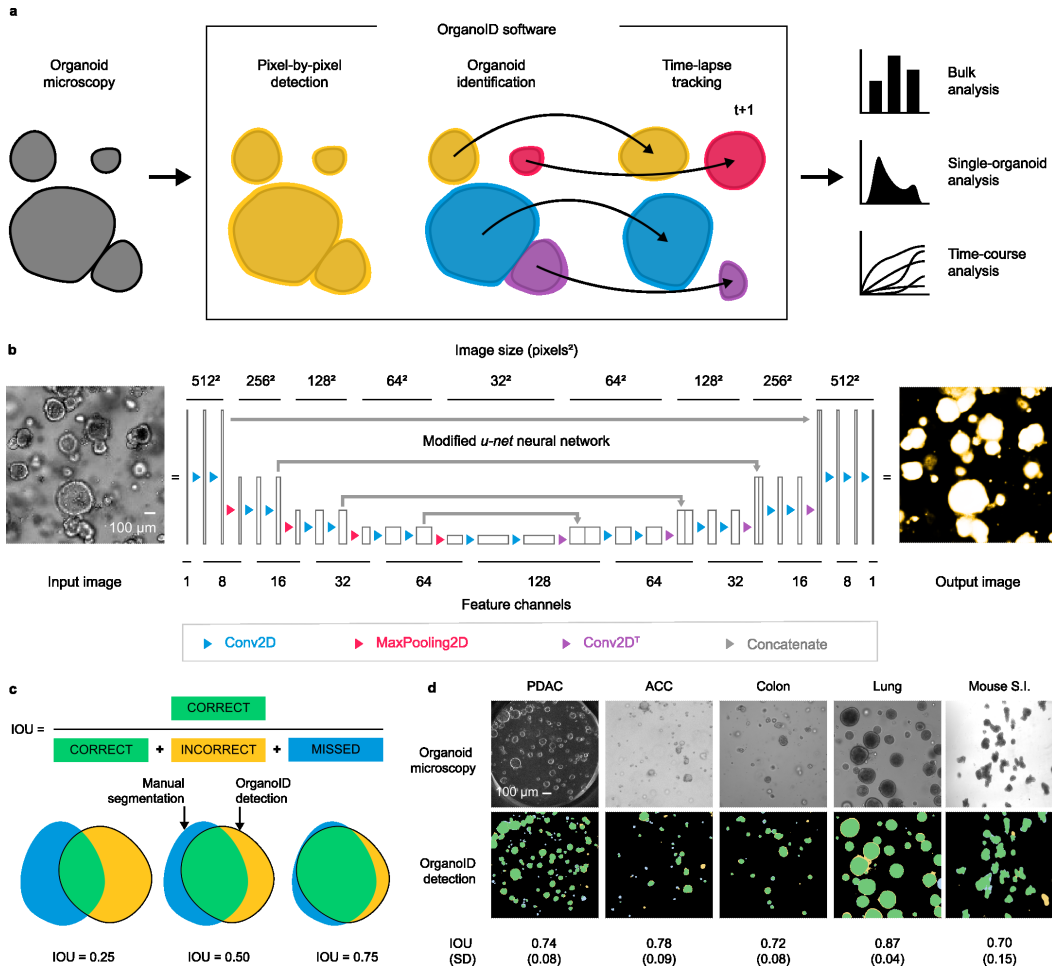 a
OrganoID software
Organoid
microscopy
Pixel-by-pixel
detection
Organoid
identification
Time-lapse
tracking
t+1
Bulk
analysis
Single-organoid
analysis
Time-course
analysis
b
Image size (pixels²)
512² 256² 128² 64² 32² 64² 128² 256² 512²
Modified u-net neural network
= =
100 µm
Input image
1 8 16 32 64 128 64 32 16 8 1
Output image
Feature channels
Conv2D MaxPooling2D Conv2Dᵀ Concatenate
c
CORRECT
IOU =
CORRECT + INCORRECT + MISSED
Manual
segmentation
OrganoID
detection
IOU = 0.25 IOU = 0.50 IOU = 0.75
d
PDAC ACC Colon Lung Mouse S.I.
Organoid
microscopy
100 µm
OrganoID
detection
IOU 0.74 0.78 0.72 0.87 0.70
(SD) (0.08) (0.09) (0.08) (0.04) (0.15)